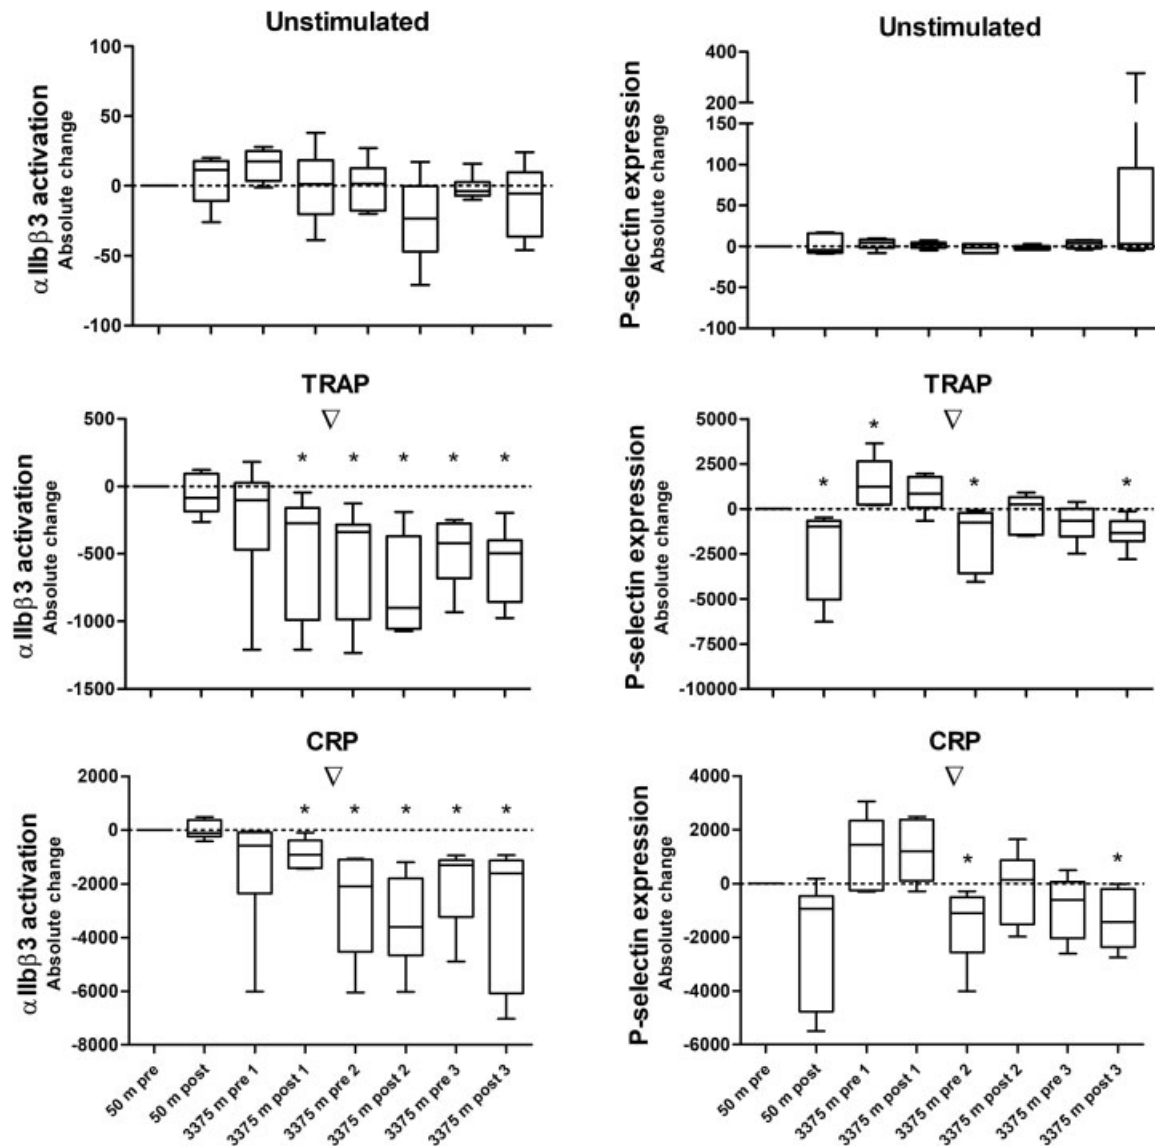 Unstimulated
αIIbβ3 activation
Absolute change
100
50
0
-50
-100
Unstimulated
P-selectin expression
Absolute change
400
200
150
100
50
0
-50
-100
TRAP
αIIbβ3 activation
Absolute change
500
0
-500
-1000
-1500
* * * * *
TRAP
P-selectin expression
Absolute change
5000
2500
0
-2500
-5000
-7500
-10000
* * * *
CRP
αIIbβ3 activation
Absolute change
2000
0
-2000
-4000
-6000
-8000
* * * * *
50 m pre
50 m post
3375 m pre 1
3375 m post 1
3375 m pre 2
3375 m post 2
3375 m pre 3
3375 m post 3
CRP
P-selectin expression
Absolute change
4000
2000
0
-2000
-4000
-6000
* *
50 m pre
50 m post
3375 m pre 1
3375 m post 1
3375 m pre 2
3375 m post 2
3375 m pre 3
3375 m post 3